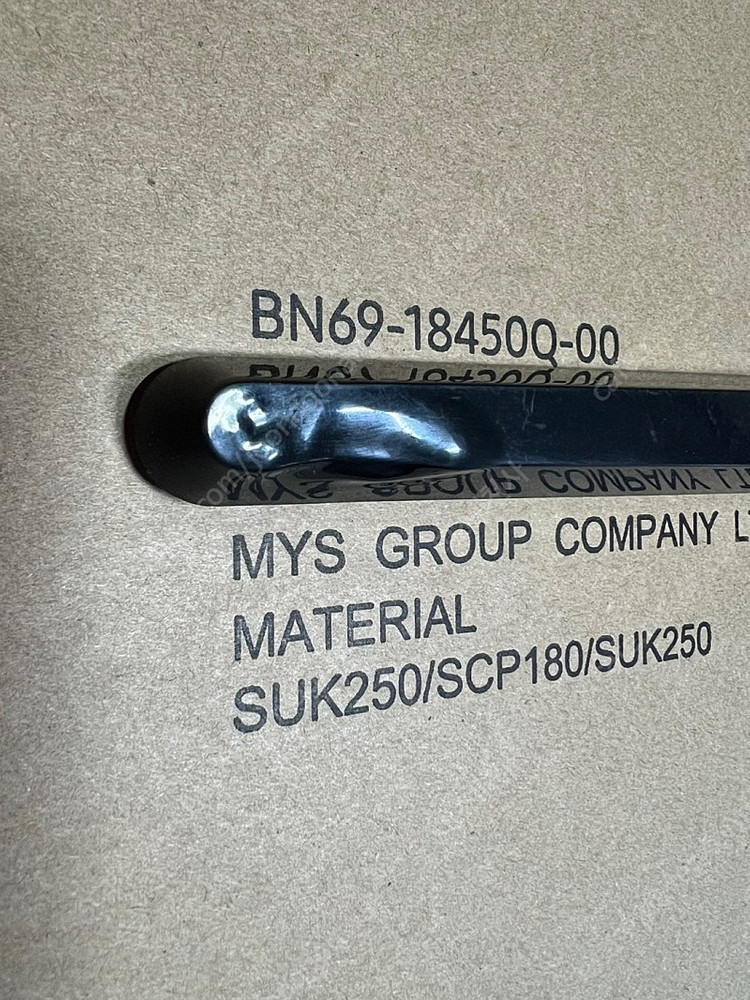 BN69-18450Q-00
MYS GROUP COMPANY
MATERIAL
SUK250/SCP180/SUK250